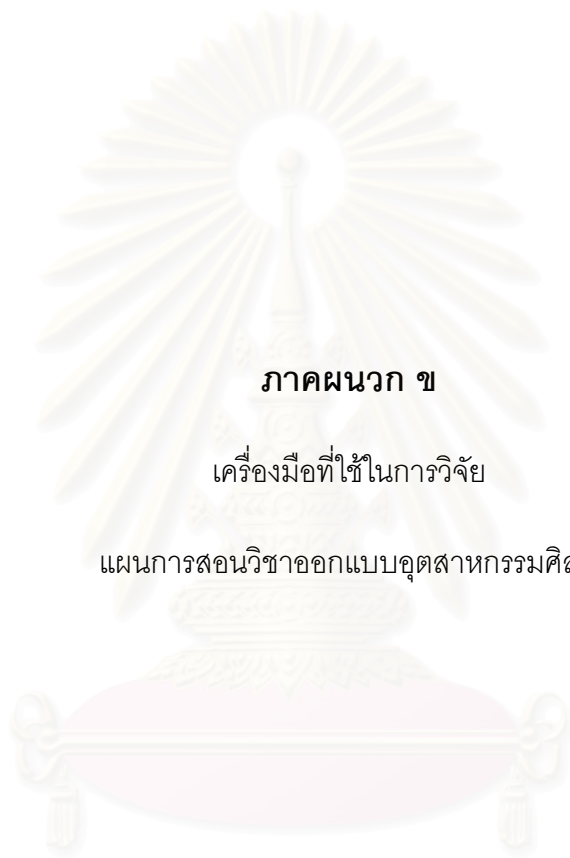 ภาคผนวก ข
เครื่องมือที่ใช้ในการวิจัย
แผนการสอนวิชาออกแบบอุตสาหกรรม